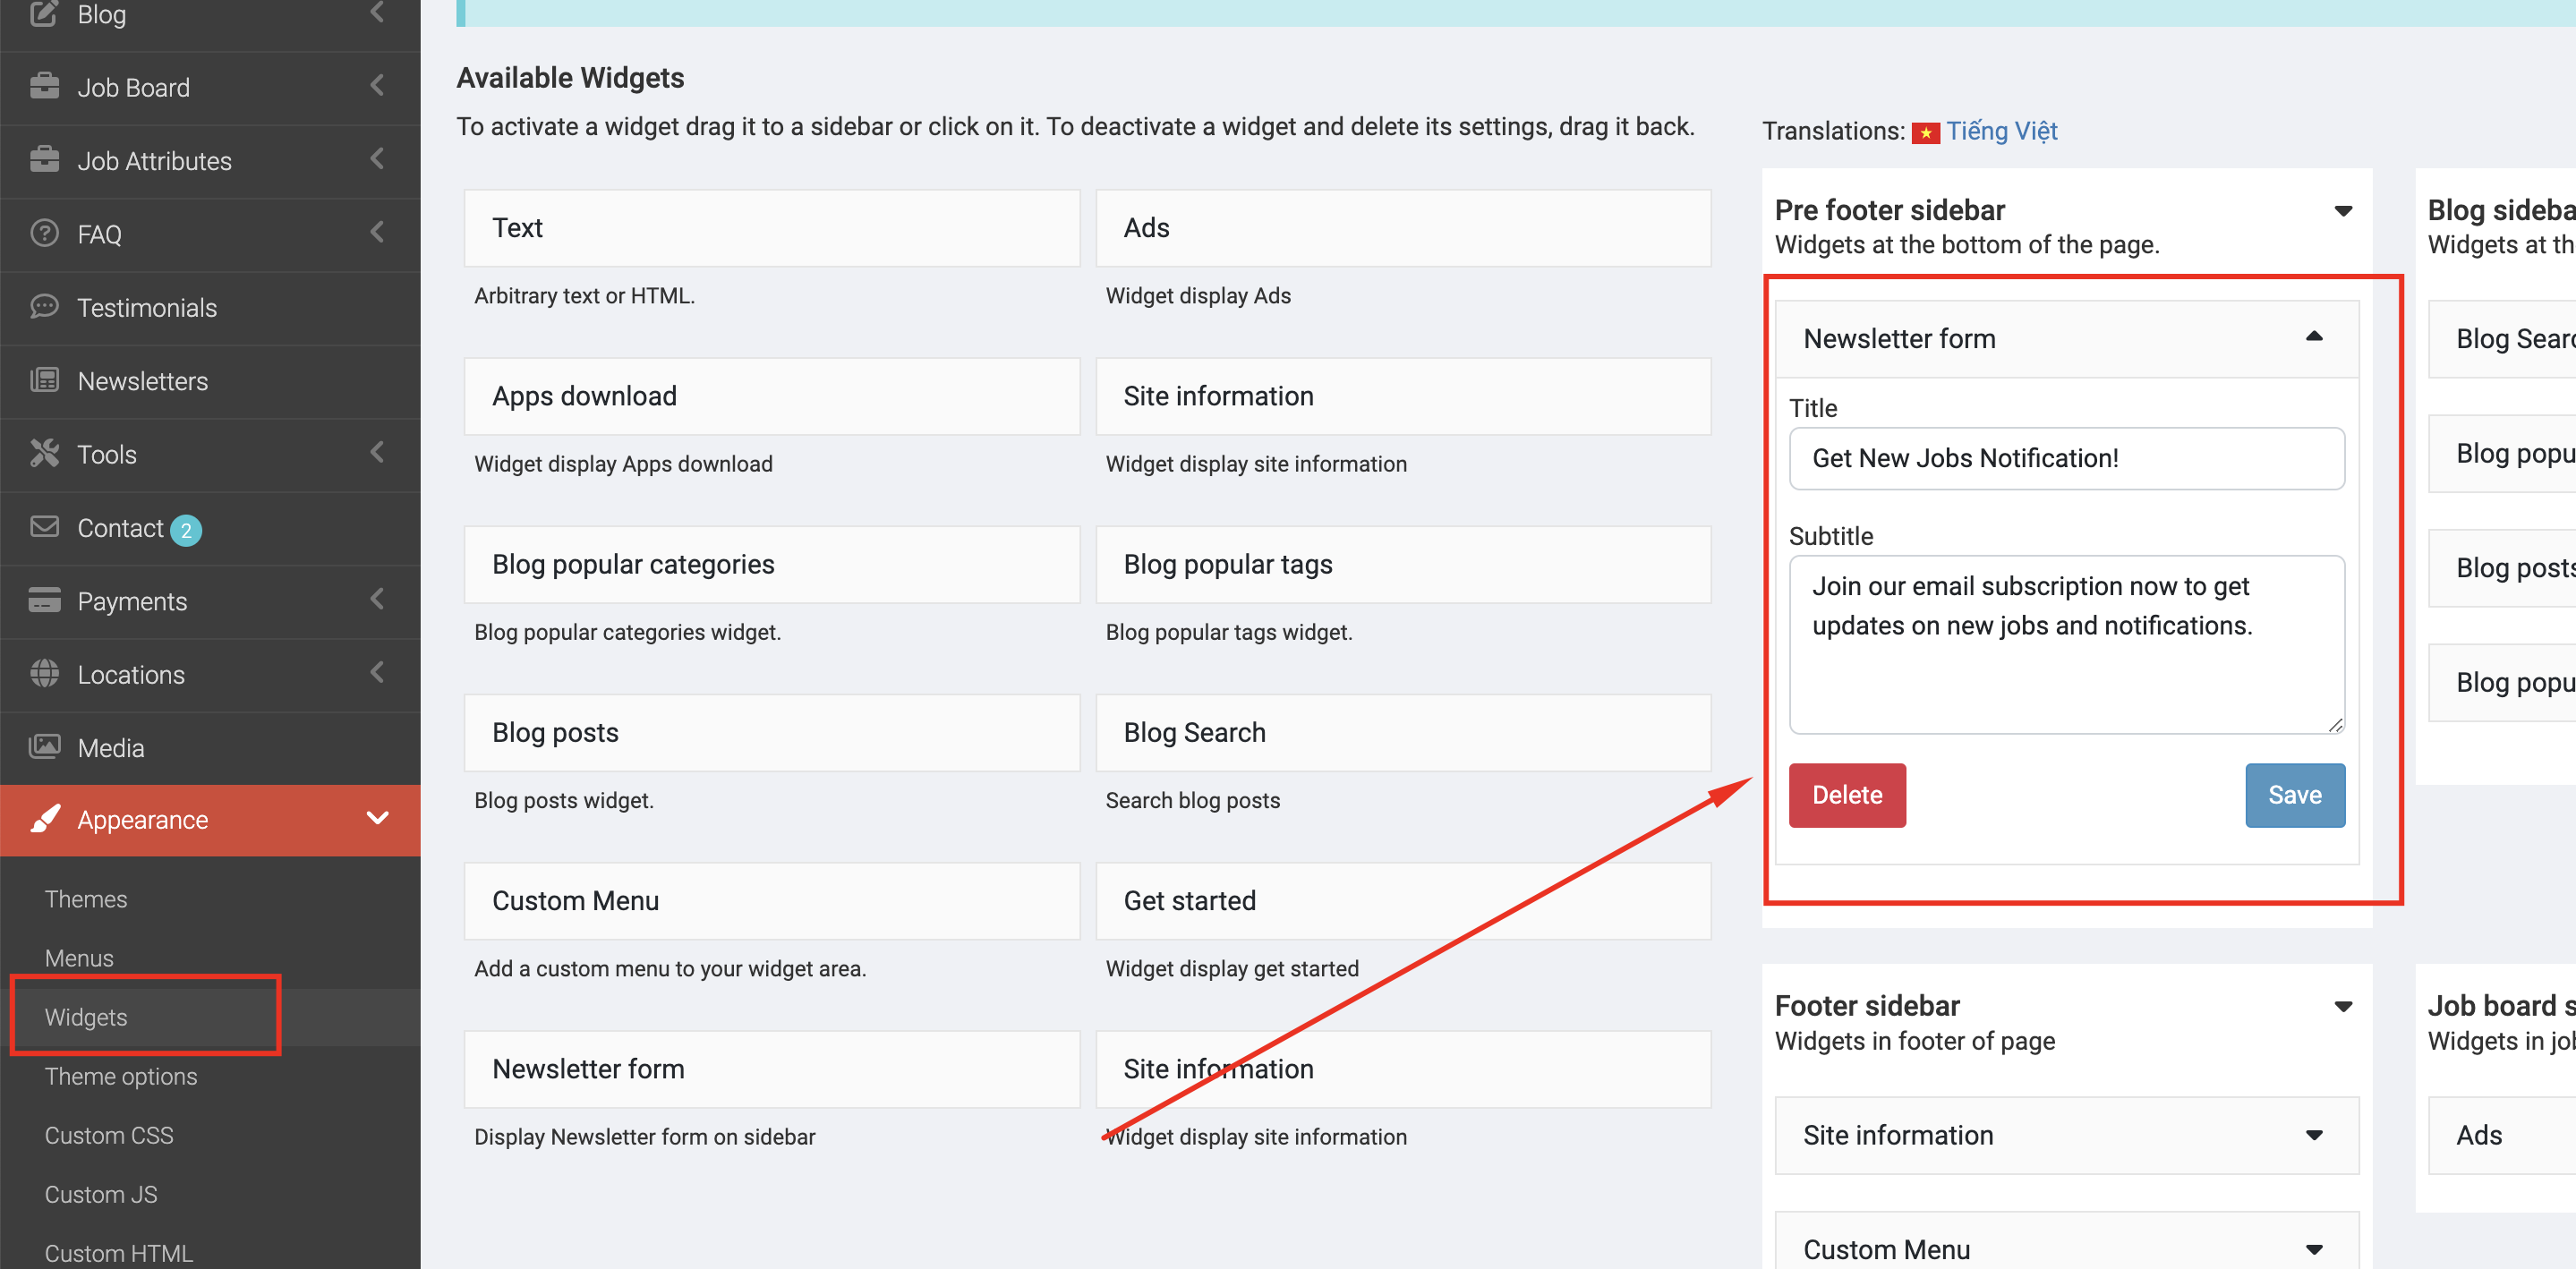 Blog
Job Board
Job Attributes
FAQ
Testimonials
Newsletters
Tools
Contact 2
Payments
Locations
Media
Appearance
Themes
Menus
Widgets
Theme options
Custom CSS
Custom JS
Custom HTML
Available Widgets
To activate a widget drag it to a sidebar or click on it. To deactivate a widget and delete its settings, drag it back.
Text
Arbitrary text or HTML.
Ads
Widget display Ads
Apps download
Widget display Apps download
Site information
Widget display site information
Blog popular categories
Blog popular categories widget.
Blog popular tags
Blog popular tags widget.
Blog posts
Blog posts widget.
Blog Search
Search blog posts
Custom Menu
Add a custom menu to your widget area.
Get started
Widget display get started
Newsletter form
Display Newsletter form on sidebar
Site information
Widget display site information
Translations: Tiếng Việt
Pre footer sidebar
Widgets at the bottom of the page.
Newsletter form
Title
Get New Jobs Notification!
Subtitle
Join our email subscription now to get
updates on new jobs and notifications.
Delete
Save
Footer sidebar
Widgets in footer of page
Site information
Custom Menu
Blog
Widgets at
Blog
Blog
Blog posts
Blog
Job board
Widgets in
Ads